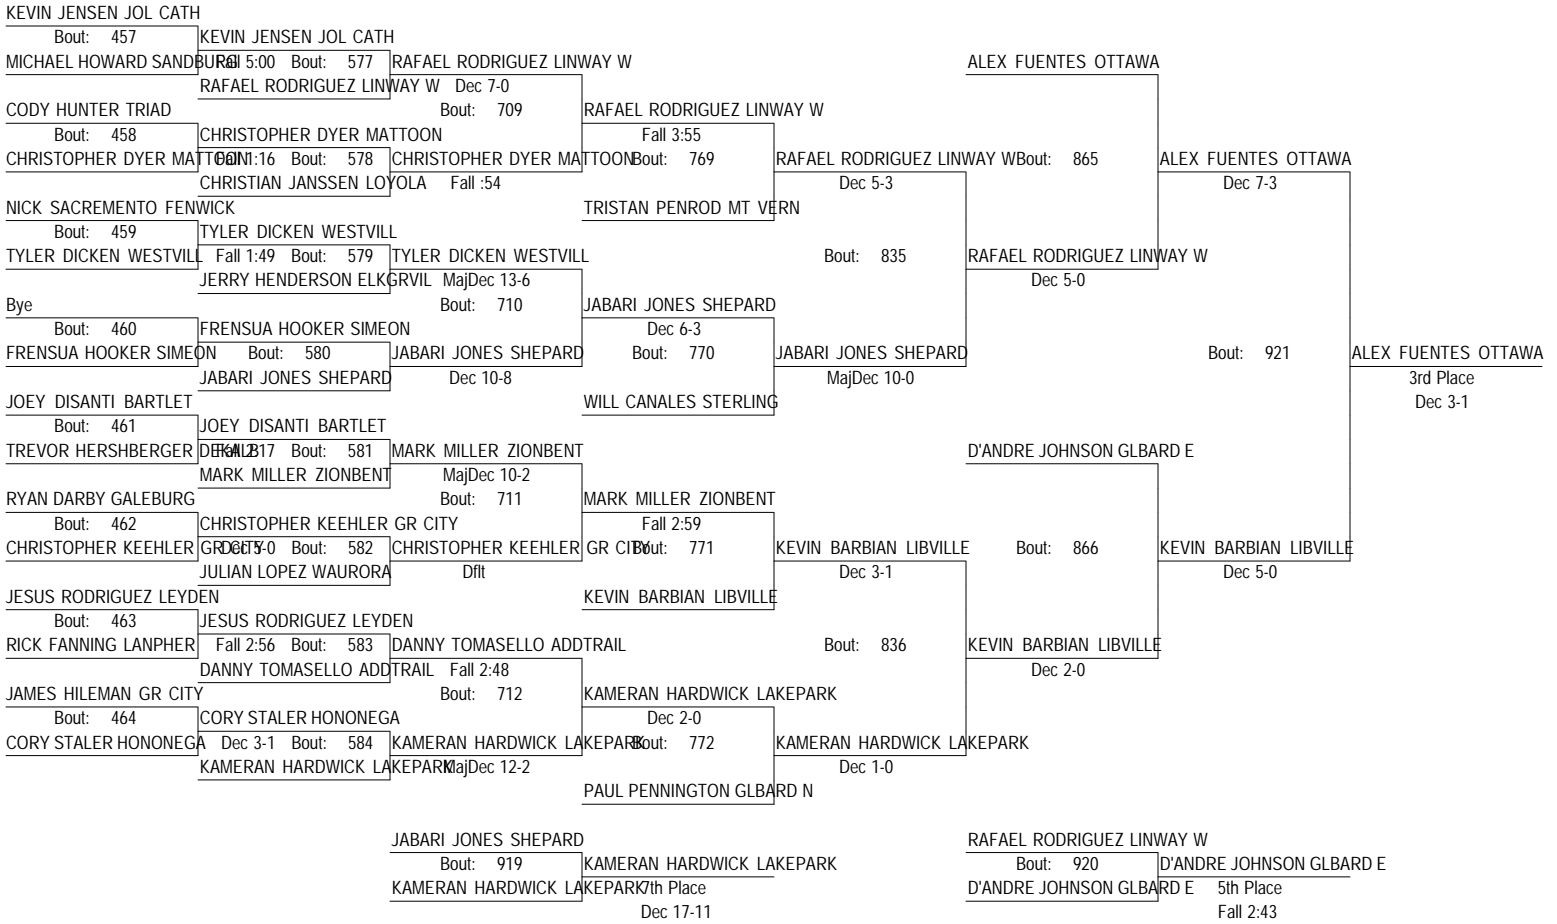 KEVIN JENSEN JOL CATH
Bout: 457
KEVIN JENSEN JOL CATH
MICHAEL HOWARD SANDBURG
Fall 5:00
Bout: 577
RAFAEL RODRIGUEZ LINWAY W
ALEX FUENTES OTTAWA
RAFAEL RODRIGUEZ LINWAY W
Dec 7-0
CODY HUNTER TRIAD
Bout: 709
RAFAEL RODRIGUEZ LINWAY W
Bout: 458
CHRISTOPHER DYER MATTOON
Fall 3:55
CHRISTOPHER DYER MATTOON
Fall 1:16
Bout: 578
CHRISTOPHER DYER MATTOON
Bout: 769
RAFAEL RODRIGUEZ LINWAY W
Bout: 865
ALEX FUENTES OTTAWA
CHRISTIAN JANSSEN LOYOLA
Fall :54
Dec 5-3
Dec 7-3
NICK SACREMENTO FENWICK
TRISTAN PENROD MT VERN
Bout: 459
TYLER DICKEN WESTVILL
TYLER DICKEN WESTVILL
Fall 1:49
Bout: 579
TYLER DICKEN WESTVILL
Bout: 835
RAFAEL RODRIGUEZ LINWAY W
JERRY HENDERSON ELKGRVIL
MajDec 13-6
Dec 5-0
Bye
Bout: 710
JABARI JONES SHEPARD
Bout: 460
FRENSUA HOOKER SIMEON
Dec 6-3
FRENSUA HOOKER SIMEON
Bout: 580
JABARI JONES SHEPARD
Bout: 770
JABARI JONES SHEPARD
Bout: 921
ALEX FUENTES OTTAWA
JABARI JONES SHEPARD
Dec 10-8
MajDec 10-0
3rd Place
JOEY DISANTI BARTLET
WILL CANALES STERLING
Dec 3-1
Bout: 461
JOEY DISANTI BARTLET
TREVOR HERSHBERGER DEKALB
Fall 2:17
Bout: 581
MARK MILLER ZIONBENT
D'ANDRE JOHNSON GLBARD E
MARK MILLER ZIONBENT
MajDec 10-2
RYAN DARBY GALEBURG
Bout: 711
MARK MILLER ZIONBENT
Bout: 462
CHRISTOPHER KEEHLER GR CITY
Fall 2:59
CHRISTOPHER KEEHLER GR CITY
Dec 5-0
Bout: 582
CHRISTOPHER KEEHLER GR CITY
Bout: 771
KEVIN BARBIAN LIBVILLE
Bout: 866
KEVIN BARBIAN LIBVILLE
JULIAN LOPEZ WAURORA
Dflt
Dec 3-1
Dec 5-0
JESUS RODRIGUEZ LEYDEN
KEVIN BARBIAN LIBVILLE
Bout: 463
JESUS RODRIGUEZ LEYDEN
RICK FANNING LANPHER
Fall 2:56
Bout: 583
DANNY TOMASELLO ADDTRAIL
Bout: 836
KEVIN BARBIAN LIBVILLE
DANNY TOMASELLO ADDTRAIL
Fall 2:48
Dec 2-0
JAMES HILEMAN GR CITY
Bout: 712
KAMERAN HARDWICK LAKEPARK
Bout: 464
CORY STALER HONONEGA
Dec 2-0
CORY STALER HONONEGA
Dec 3-1
Bout: 584
KAMERAN HARDWICK LAKEPARK
Bout: 772
KAMERAN HARDWICK LAKEPARK
KAMERAN HARDWICK LAKEPARK
MajDec 12-2
Dec 1-0
PAUL PENNINGTON GLBARD N
JABARI JONES SHEPARD
RAFAEL RODRIGUEZ LINWAY W
Bout: 919
KAMERAN HARDWICK LAKEPARK
Bout: 920
D'ANDRE JOHNSON GLBARD E
KAMERAN HARDWICK LAKEPARK
7th Place
D'ANDRE JOHNSON GLBARD E
5th Place
Dec 17-11
Fall 2:43